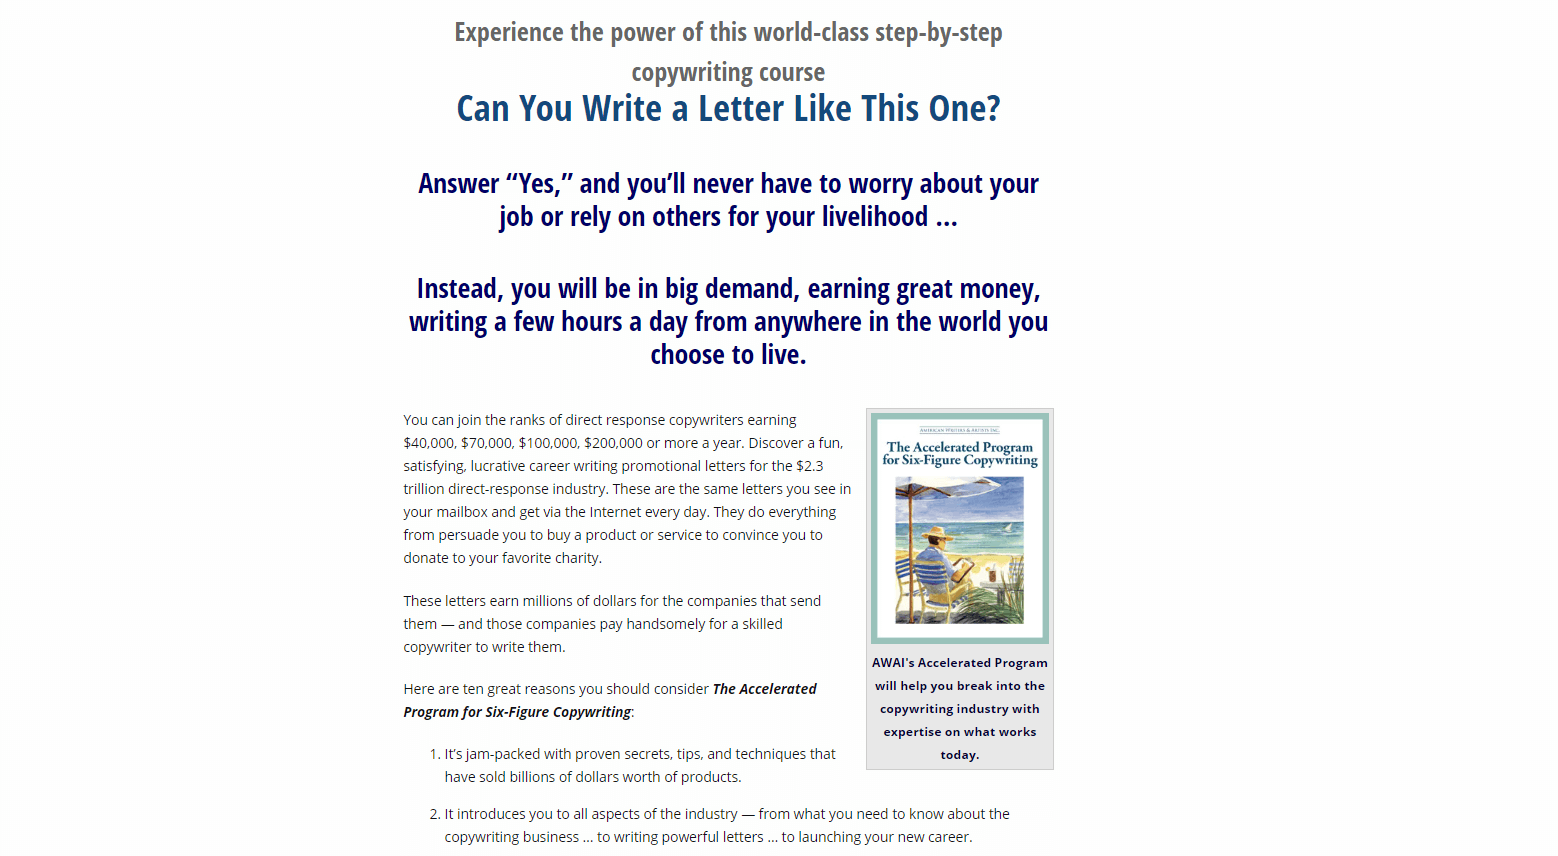 Experience the power of this world-class step-by-step
copywriting course
Can You Write a Letter Like This One?
Answer “Yes,” and you’ll never have to worry about your
job or rely on others for your livelihood ...
Instead, you will be in big demand, earning great money,
writing a few hours a day from anywhere in the world you
choose to live.
You can join the ranks of direct response copywriters earning
$40,000, $70,000, $100,000, $200,000 or more a year. Discover a fun,
satisfying, lucrative career writing promotional letters for the $2.3
trillion direct-response industry. These are the same letters you see in
your mailbox and get via the Internet every day. They do everything
from persuade you to buy a product or service to convince you to
donate to your favorite charity.
These letters earn millions of dollars for the companies that send
them — and those companies pay handsomely for a skilled
copywriter to write them.
Here are ten great reasons you should consider The Accelerated
Program for Six-Figure Copywriting:
AMERICAN WRITERS & ARTISTS INC.
The Accelerated Program
for Six-Figure Copywriting
AWAI's Accelerated Program
will help you break into the
copywriting industry with
expertise on what works
today.
1. It’s jam-packed with proven secrets, tips, and techniques that
have sold billions of dollars worth of products.
2. It introduces you to all aspects of the industry — from what you need to know about the
copywriting business ... to writing powerful letters ... to launching your new career.